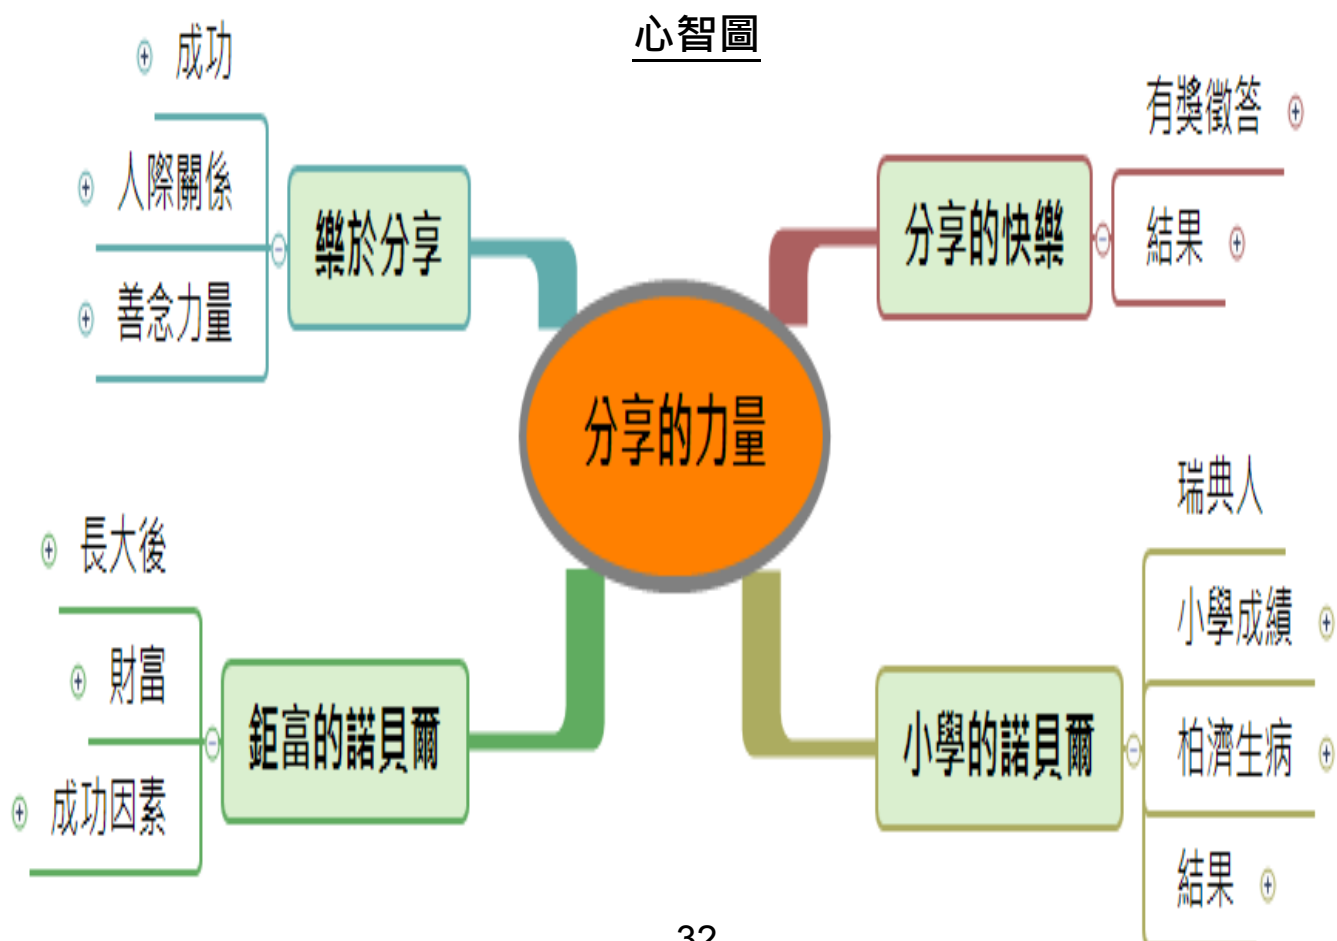 心智圖
分享的力量
分享的快樂
有獎徵答
結果
小學的諾貝爾
瑞典人
小學成績
柏濟生病
結果
鉅富的諾貝爾
長大後
財富
成功因素
樂於分享
成功
人際關係
善念力量
32